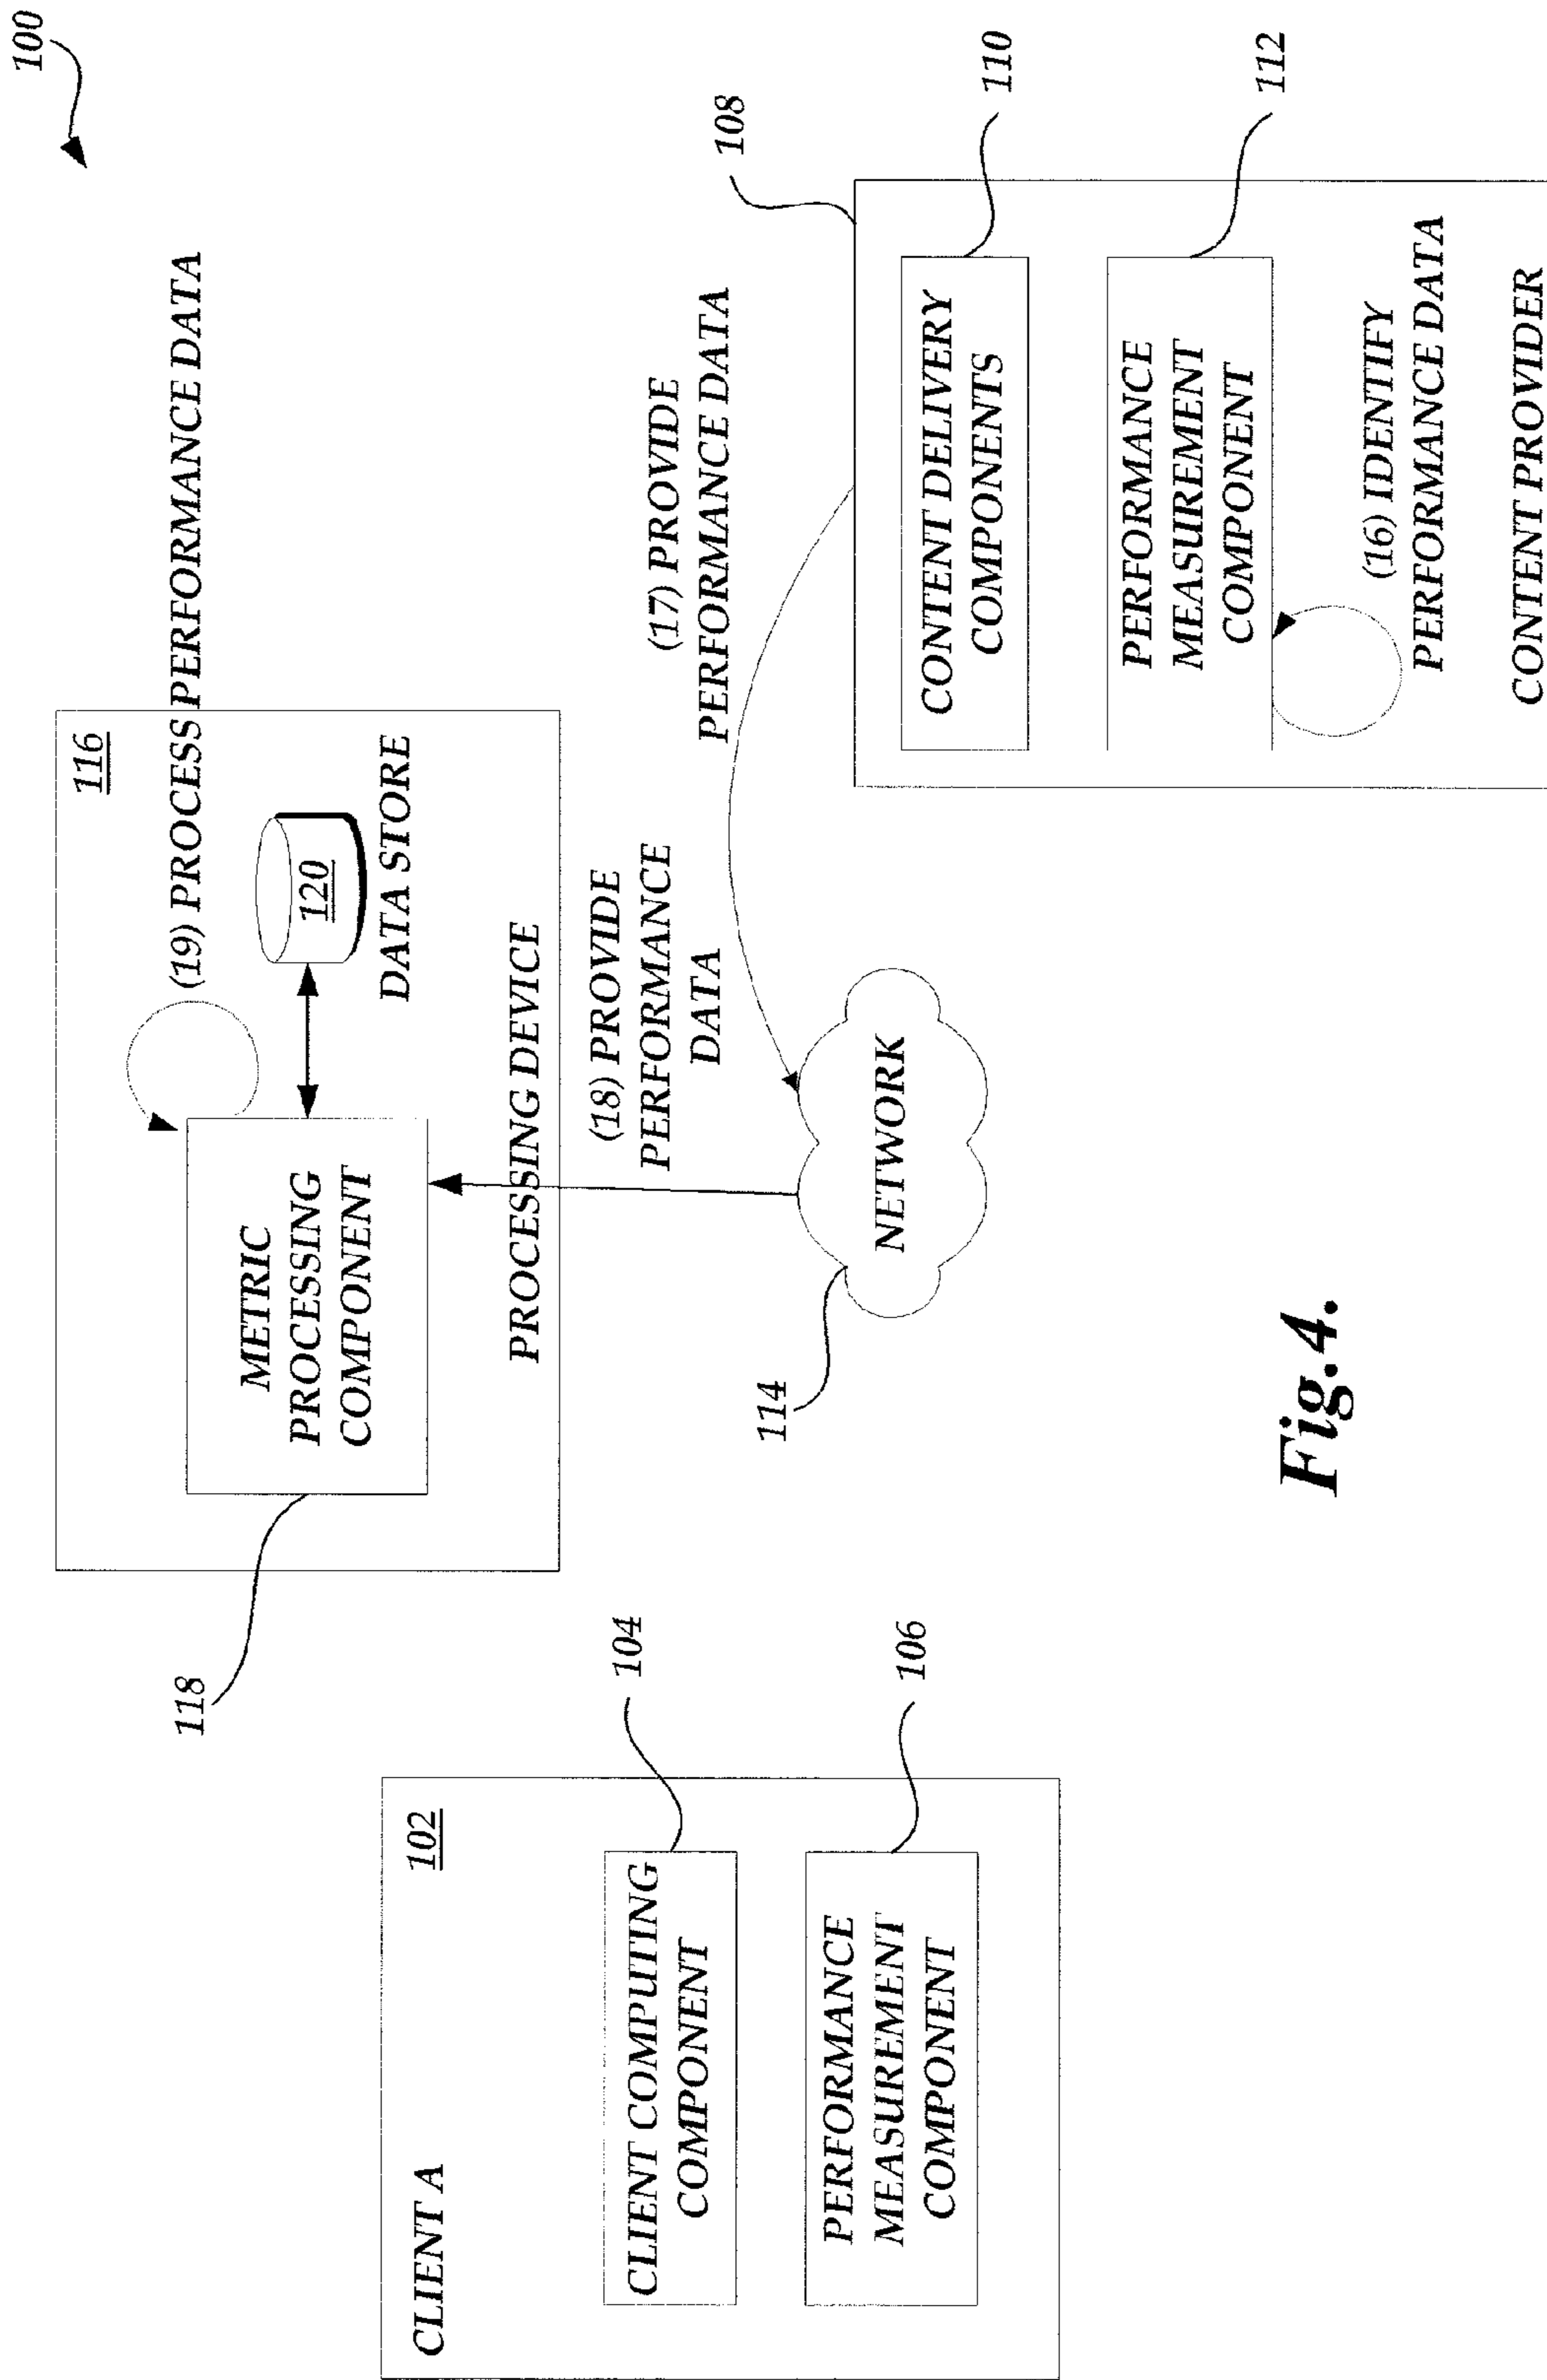 100
116
(19) PROCESS PERFORMANCE DATA
METRIC
PROCESSING
COMPONENT
120
DATA STORE
PROCESSING DEVICE
118
CLIENT A
102
CLIENT COMPUTING
COMPONENT
104
PERFORMANCE
MEASUREMENT
COMPONENT
106
(18) PROVIDE
PERFORMANCE
DATA
(17) PROVIDE
PERFORMANCE DATA
NETWORK
114
108
CONTENT DELIVERY
COMPONENTS
110
PERFORMANCE
MEASUREMENT
COMPONENT
112
(16) IDENTIFY
PERFORMANCE DATA
CONTENT PROVIDER
Fig.4.